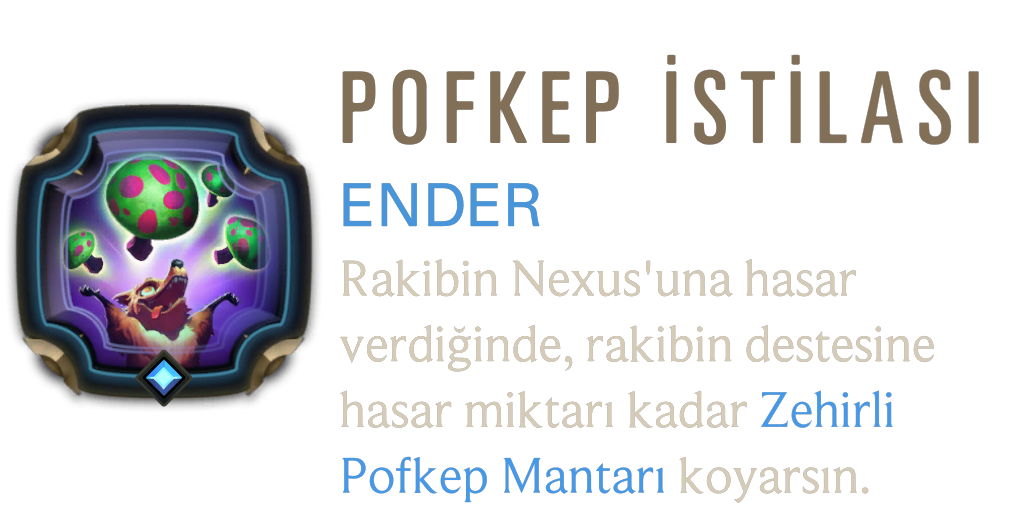 POFKEP İSTİLASI
ENDER
Rakibin Nexus'una hasar
verdiğinde, rakibin destesine
hasar miktarı kadar Zehirli
Pofkep Mantarı koyarsın.